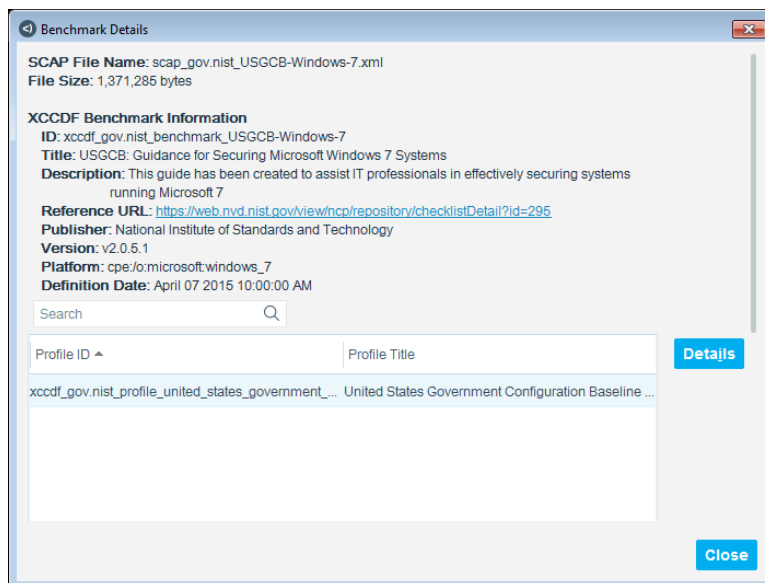 Benchmark Details
SCAP File Name: scap_gov.nist_USGCB-Windows-7.xml
File Size: 1,371,285 bytes
XCCDF Benchmark Information
ID: xccdf_gov.nist_benchmark_USGCB-Windows-7
Title: USGCB: Guidance for Securing Microsoft Windows 7 Systems
Description: This guide has been created to assist IT professionals in effectively securing systems
running Microsoft 7
Reference URL: https://web.nvd.nist.gov/view/ncp/repository/checklistDetail?id=295
Publisher: National Institute of Standards and Technology
Version: v2.0.5.1
Platform: cpe:/o:microsoft:windows_7
Definition Date: April 07 2015 10:00:00 AM
Search
Profile ID Profile Title
Details
xccdf_gov.nist_profile_united_states_government_... United States Government Configuration Baseline ...
Close